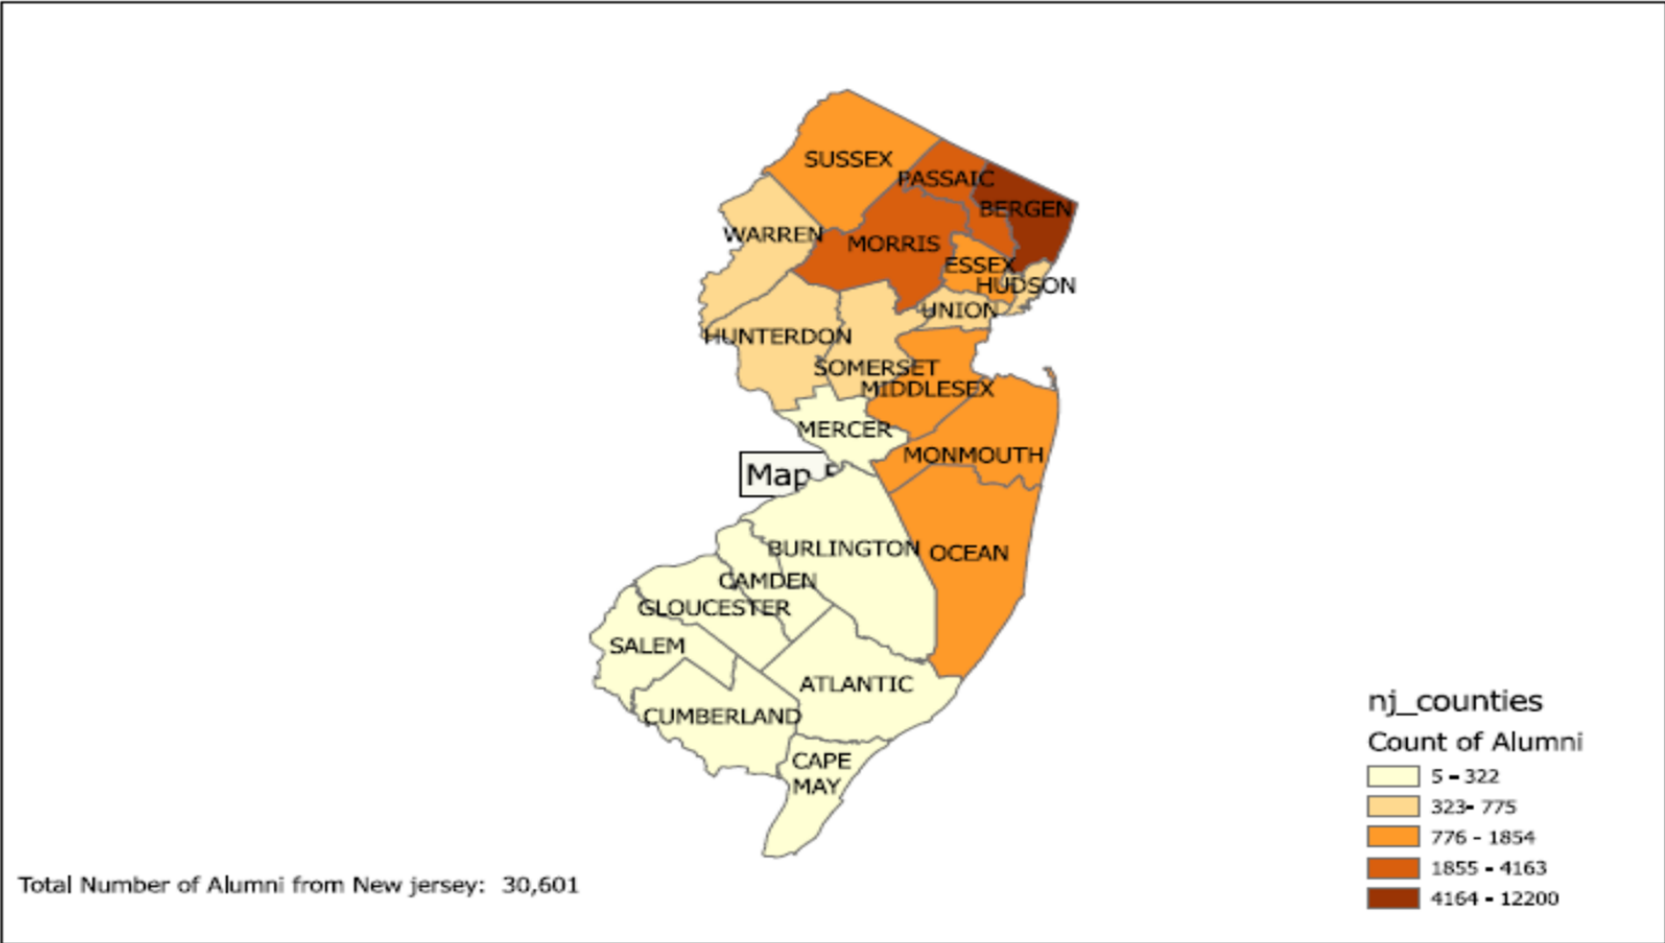 SUSSEX
PASSAIC
BERGEN
WARREN
MORRIS
ESSEX
HUDSON
UNION
HUNTERDON
SOMERSET
MIDDLESEX
MERCER
MONMOUTH
Map
BURLINGTON
OCEAN
CAMDEN
GLOUCESTER
SALEM
ATLANTIC
CUMBERLAND
CAPE
MAY
nj_counties
Count of Alumni
5 - 322
323- 775
776 - 1854
1855 - 4163
4164 - 12200
Total Number of Alumni from New jersey: 30,601